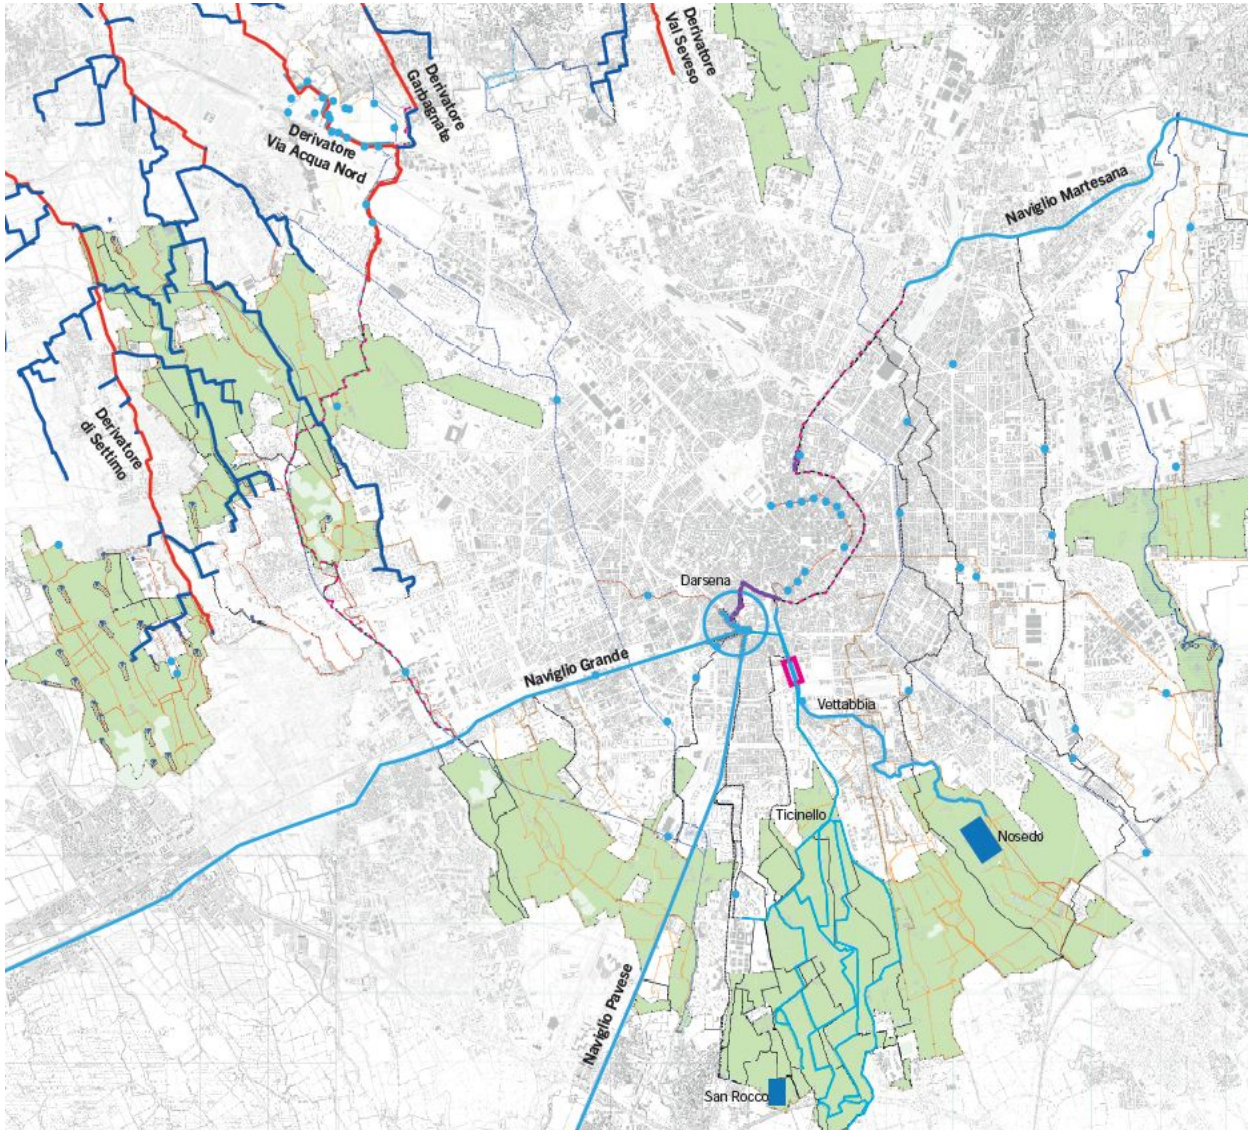 Derivatore
Val Seveso
Derivatore
Garbagnate
Derivatore
Via Acqua Nord
Naviglio Martesana
Derivatore
di Settimo
Darsena
Naviglio Grande
Vettabbia
Ticinello
Nosedo
Naviglio Pavese
San Rocco